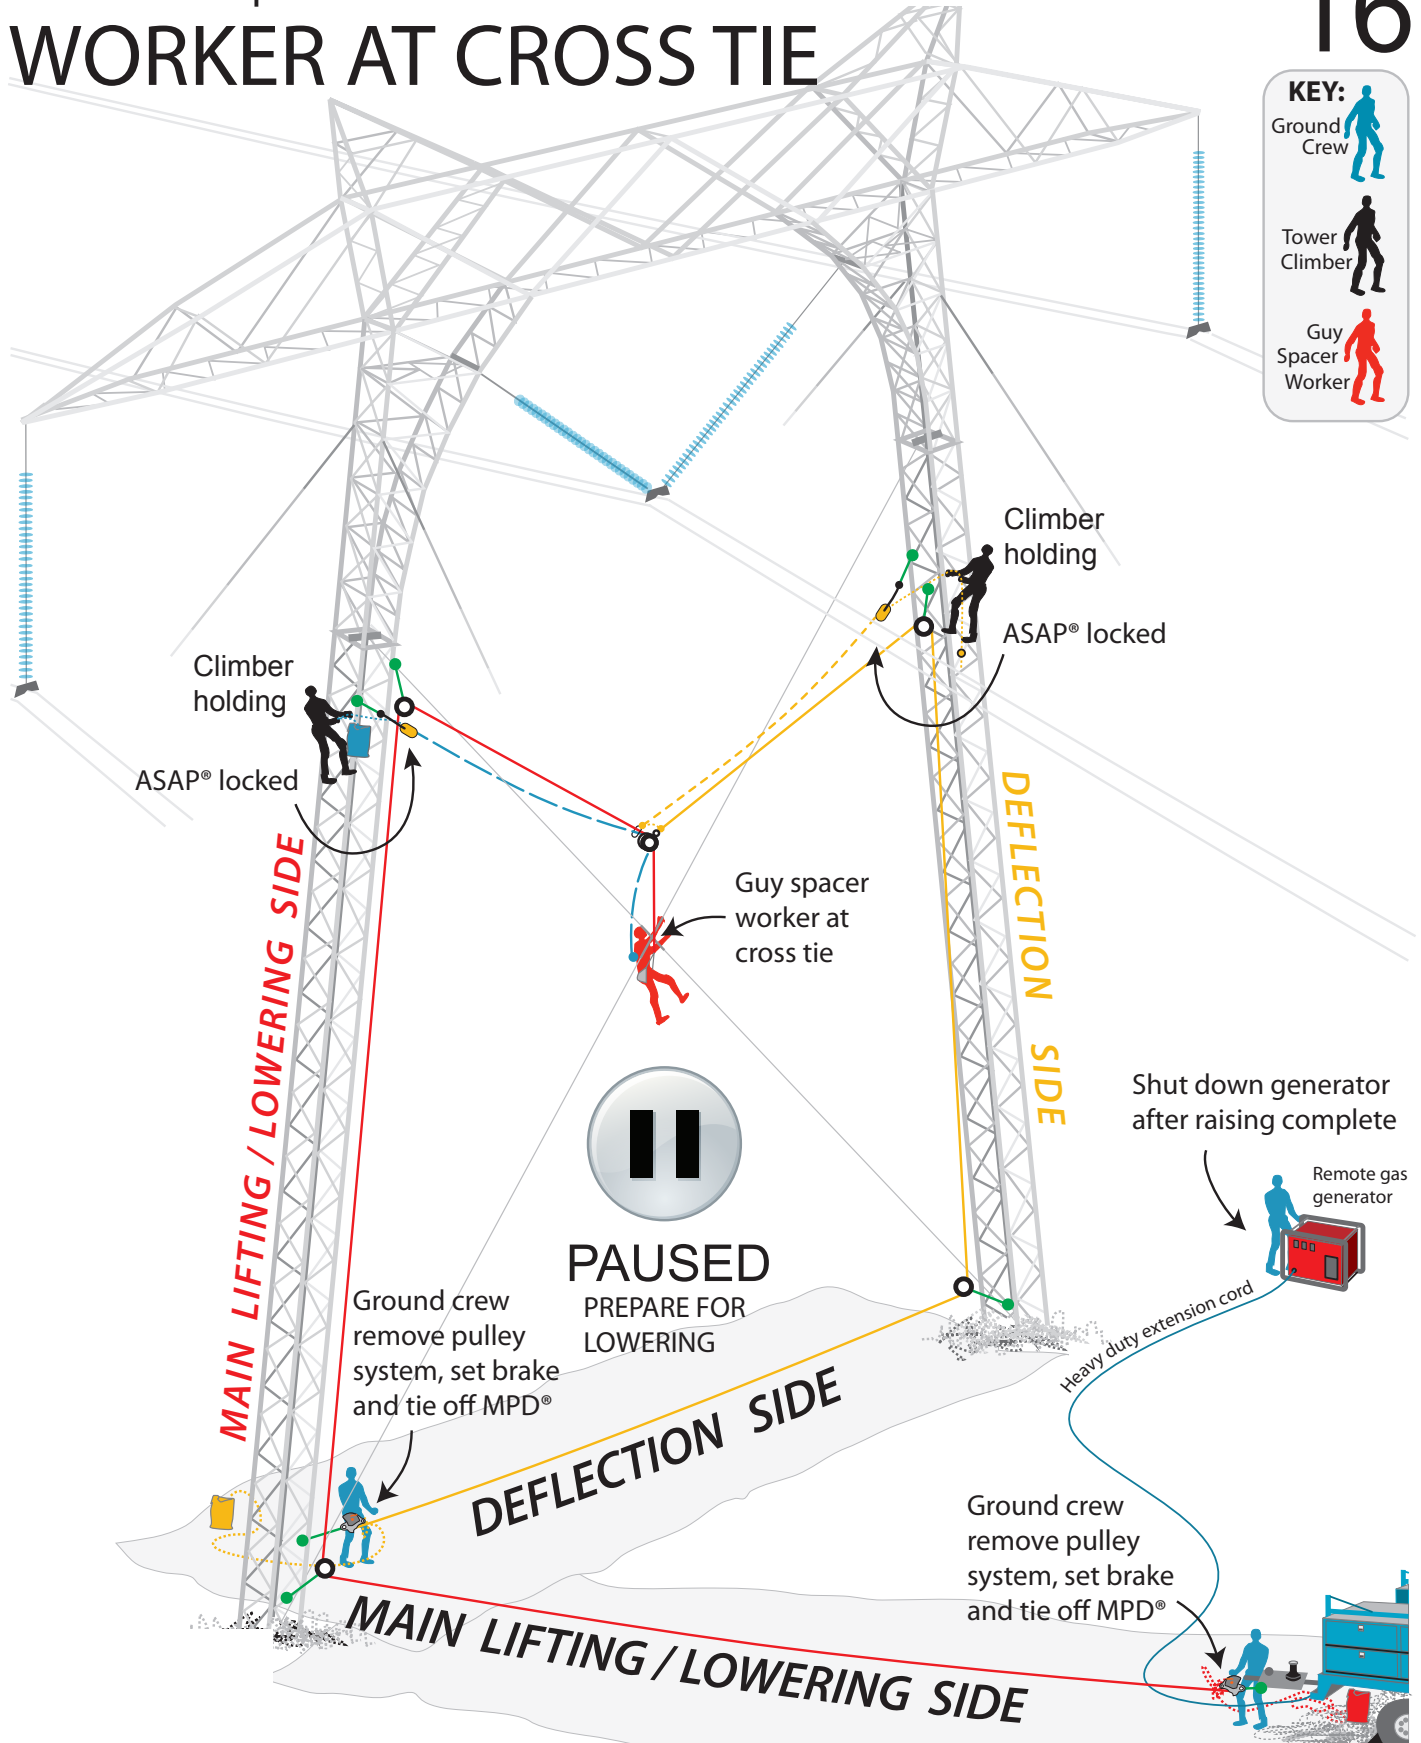 WORKER AT CROSS TIE
16
KEY:
Ground
Crew
Tower
Climber
Guy
Spacer
Worker
Climber
holding
ASAP® locked
Climber
holding
ASAP® locked
Guy spacer
worker at
cross tie
MAIN LIFTING / LOWERING SIDE
DEFLECTION SIDE
Shut down generator
after raising complete
Remote gas
generator
Heavy duty extension cord
PAUSED
PREPARE FOR
LOWERING
Ground crew
remove pulley
system, set brake
and tie off MPD®
DEFLECTION SIDE
Ground crew
remove pulley
system, set brake
and tie off MPD®
MAIN LIFTING / LOWERING SIDE